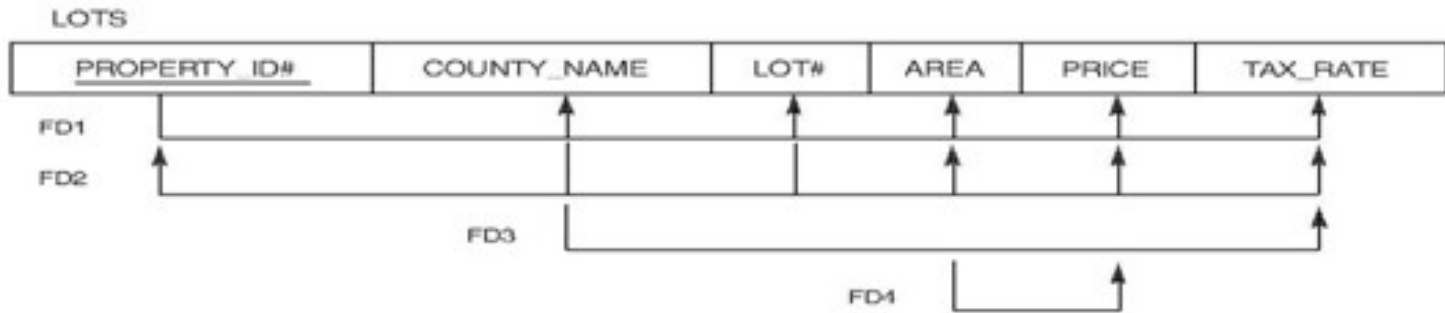 LOTS
PROPERTY_ID# COUNTY_NAME LOT# AREA PRICE TAX_RATE
FD1
FD2
FD3
FD4